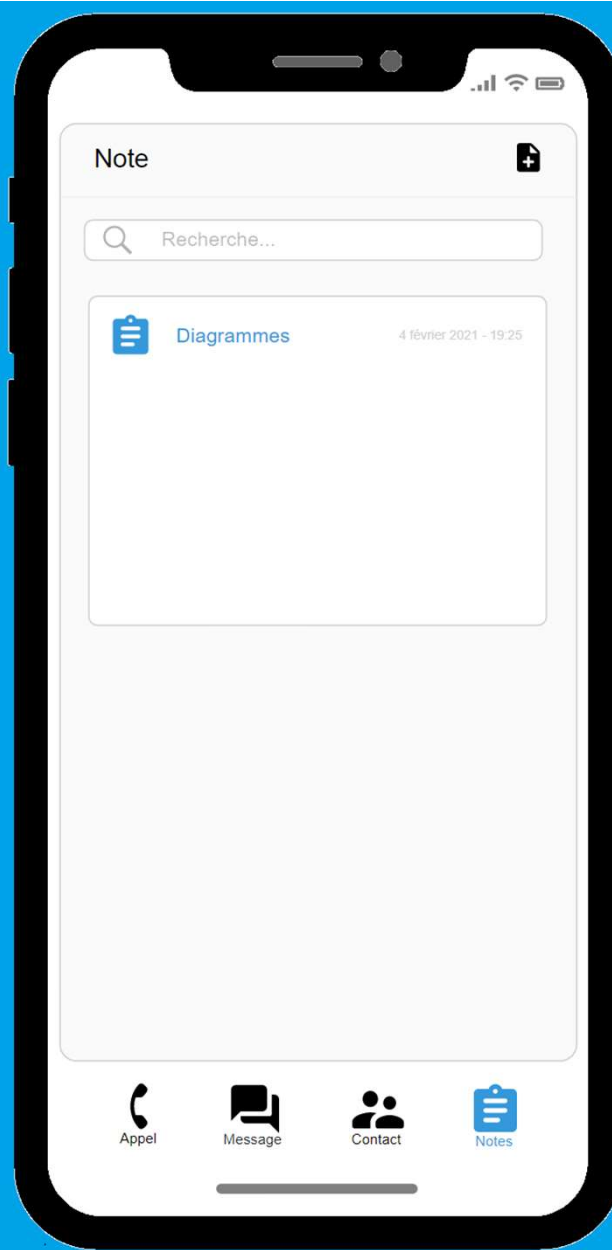 Note
Recherche...
Diagrammes 4 février 2021 - 19:25
Appel Message Contact Notes